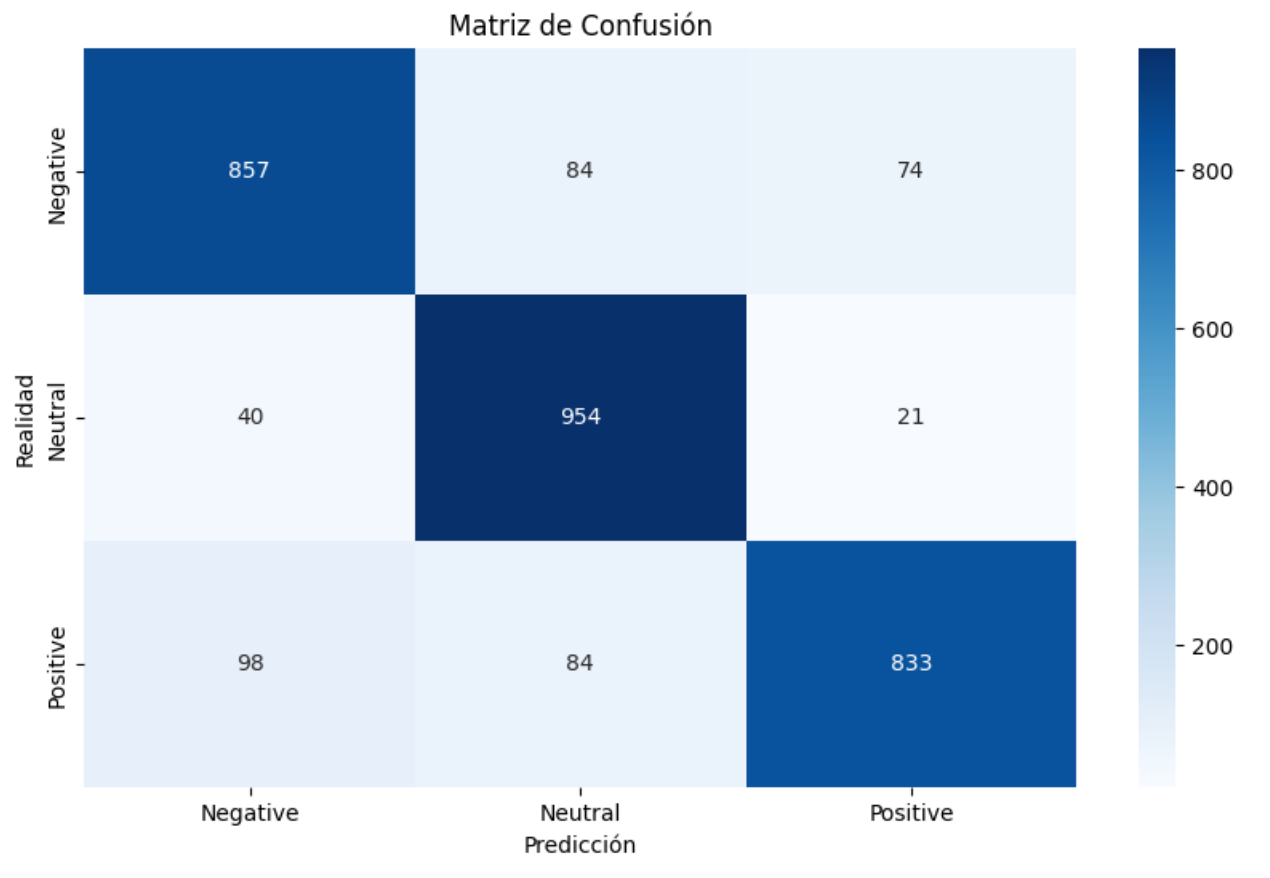 Matriz de Confusión
Realidad
Negative
857
84
74
Neutral
40
954
21
Positive
98
84
833
Negative
Neutral
Positive
Predicción
800
600
400
200